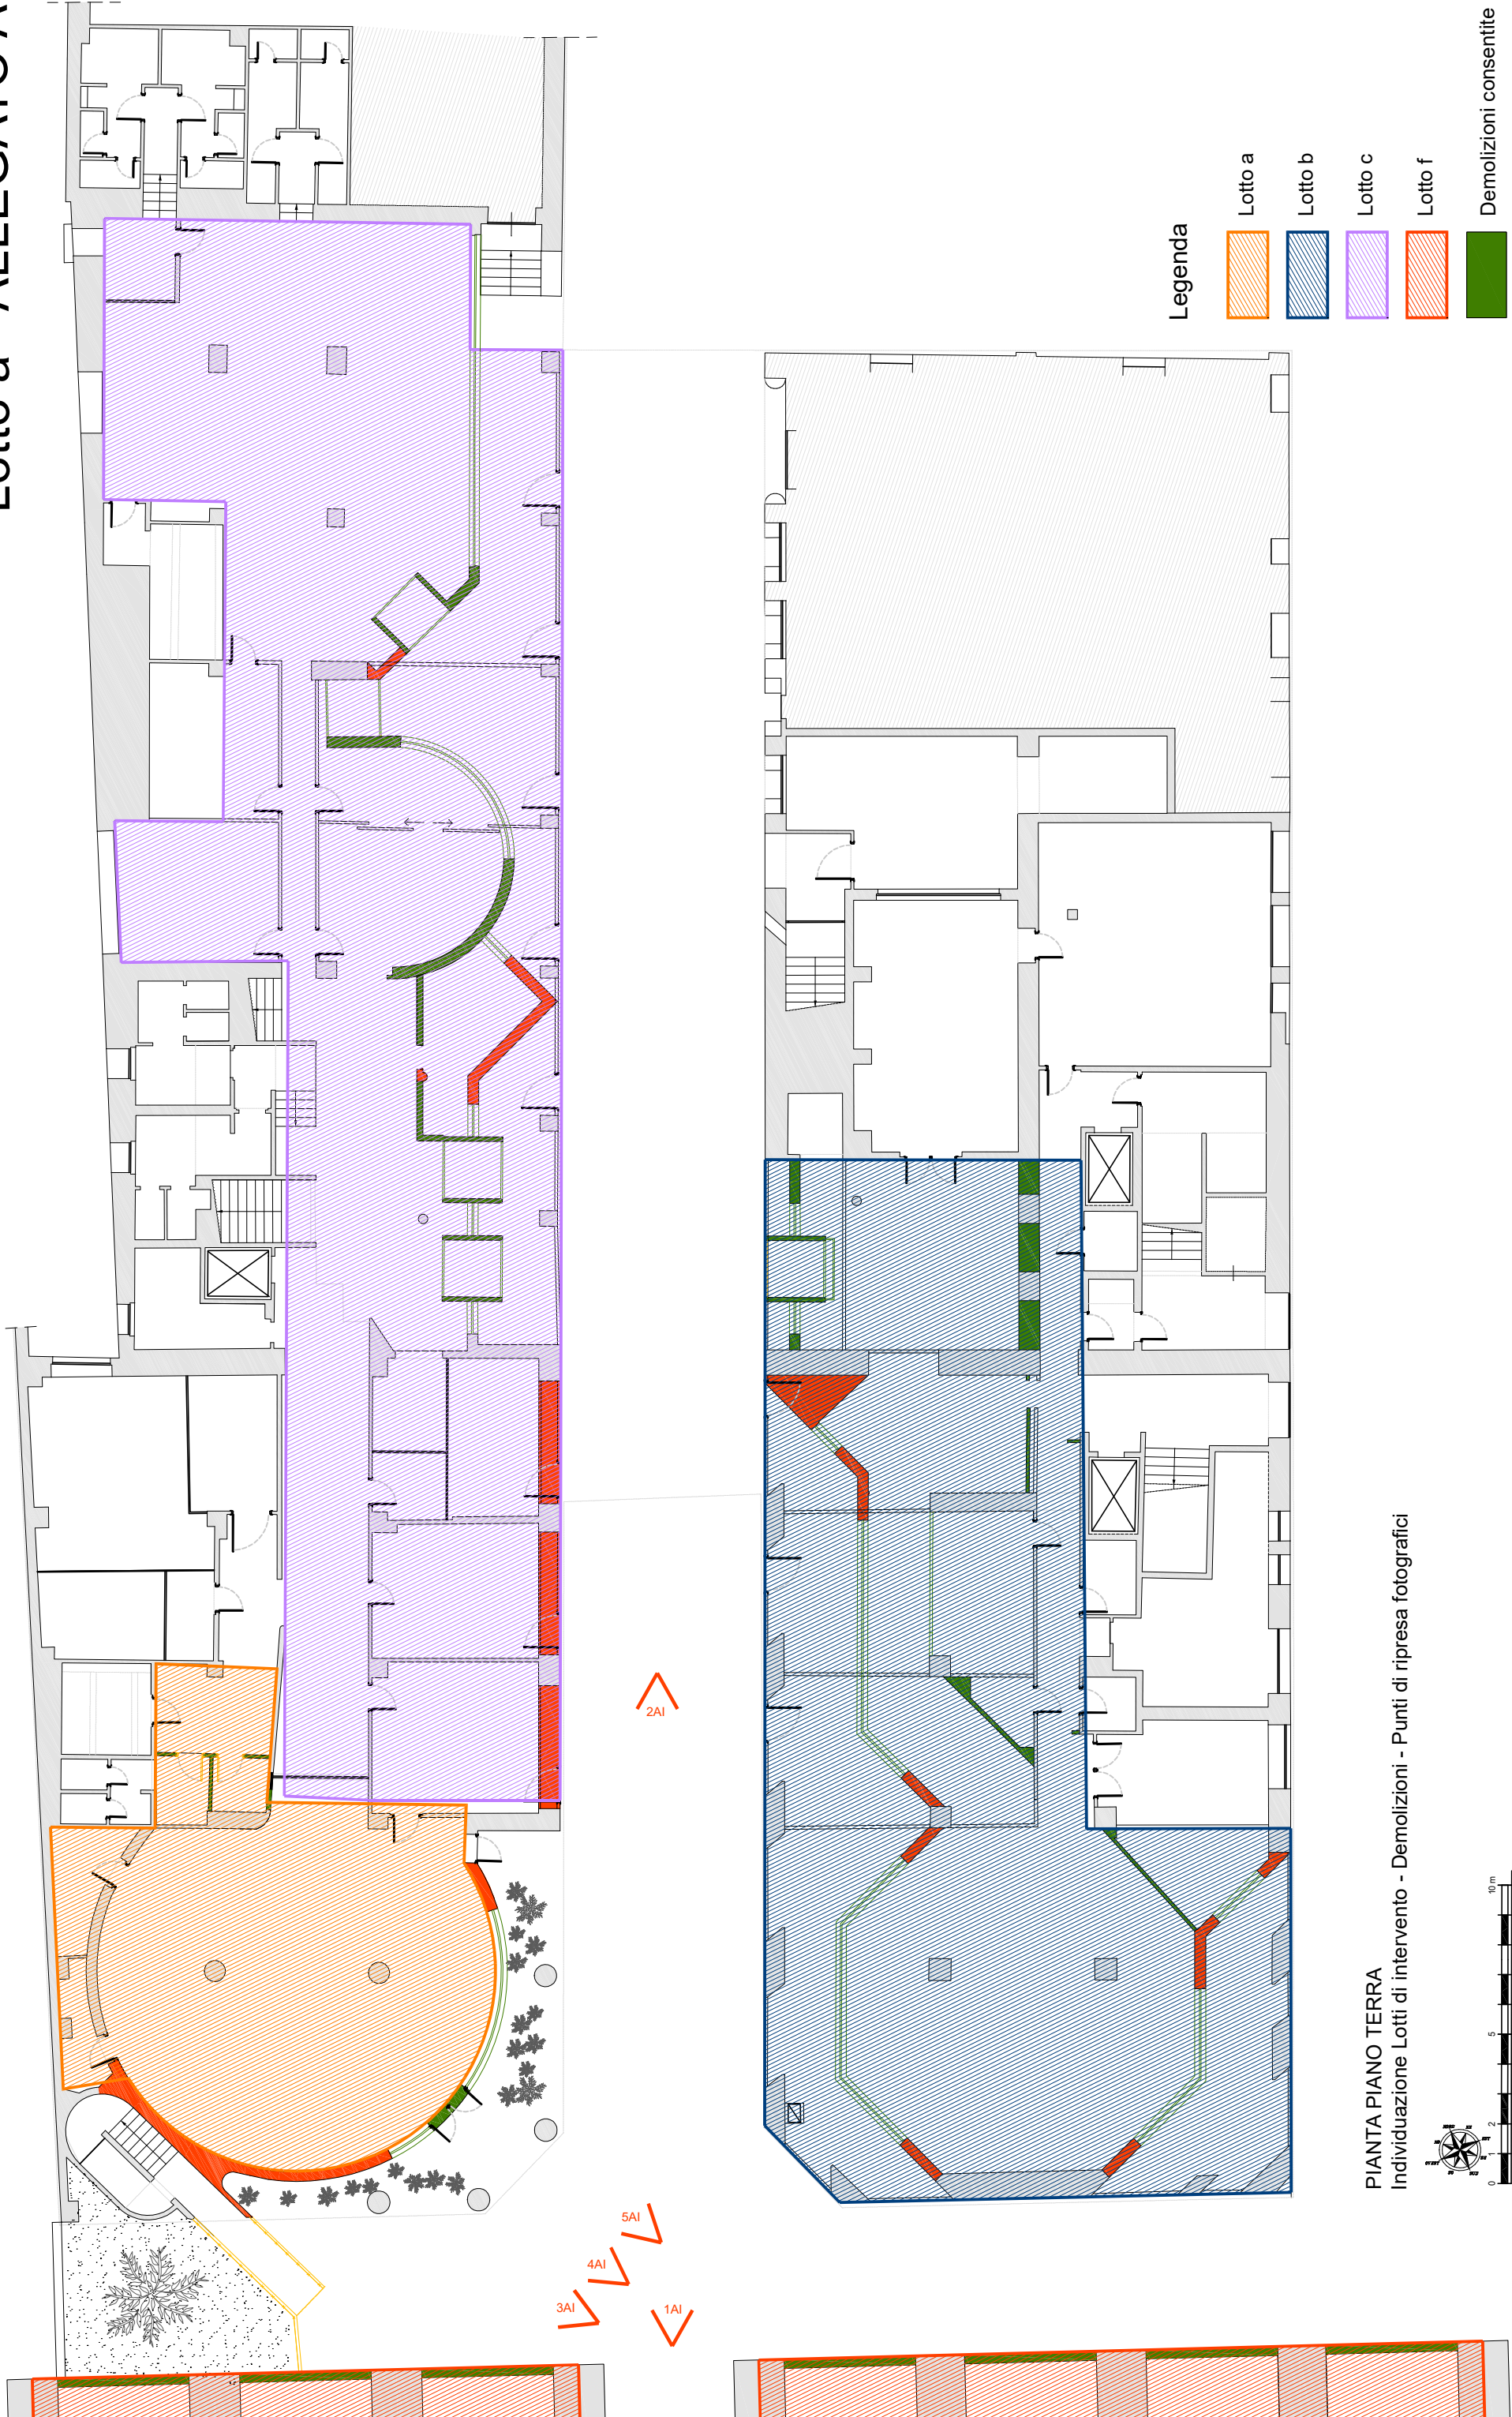 Lotto a - ALLEGATO A
Legenda
Lotto a
Lotto b
Lotto c
Lotto f
Demolizioni consentite
PIANTA PIANO TERRA
Individuazione Lotti di intervento - Demolizioni - Punti di ripresa fotografici
0 1 2 5 10 m
2AI
5AI
4AI
3AI
1AI